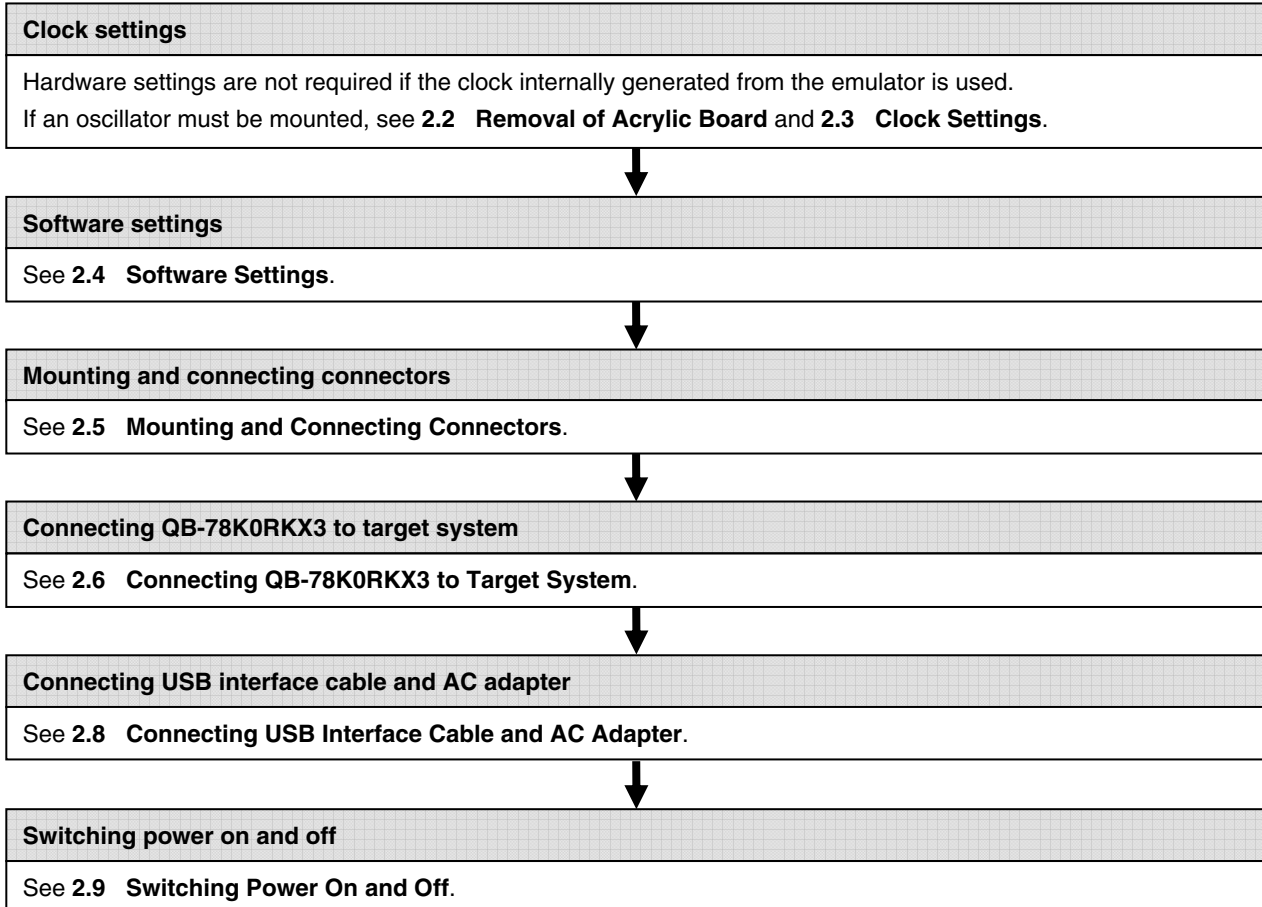 Clock settings
Hardware settings are not required if the clock internally generated from the emulator is used.
If an oscillator must be mounted, see 2.2 Removal of Acrylic Board and 2.3 Clock Settings.
Software settings
See 2.4 Software Settings.
Mounting and connecting connectors
See 2.5 Mounting and Connecting Connectors.
Connecting QB-78K0RKX3 to target system
See 2.6 Connecting QB-78K0RKX3 to Target System.
Connecting USB interface cable and AC adapter
See 2.8 Connecting USB Interface Cable and AC Adapter.
Switching power on and off
See 2.9 Switching Power On and Off.